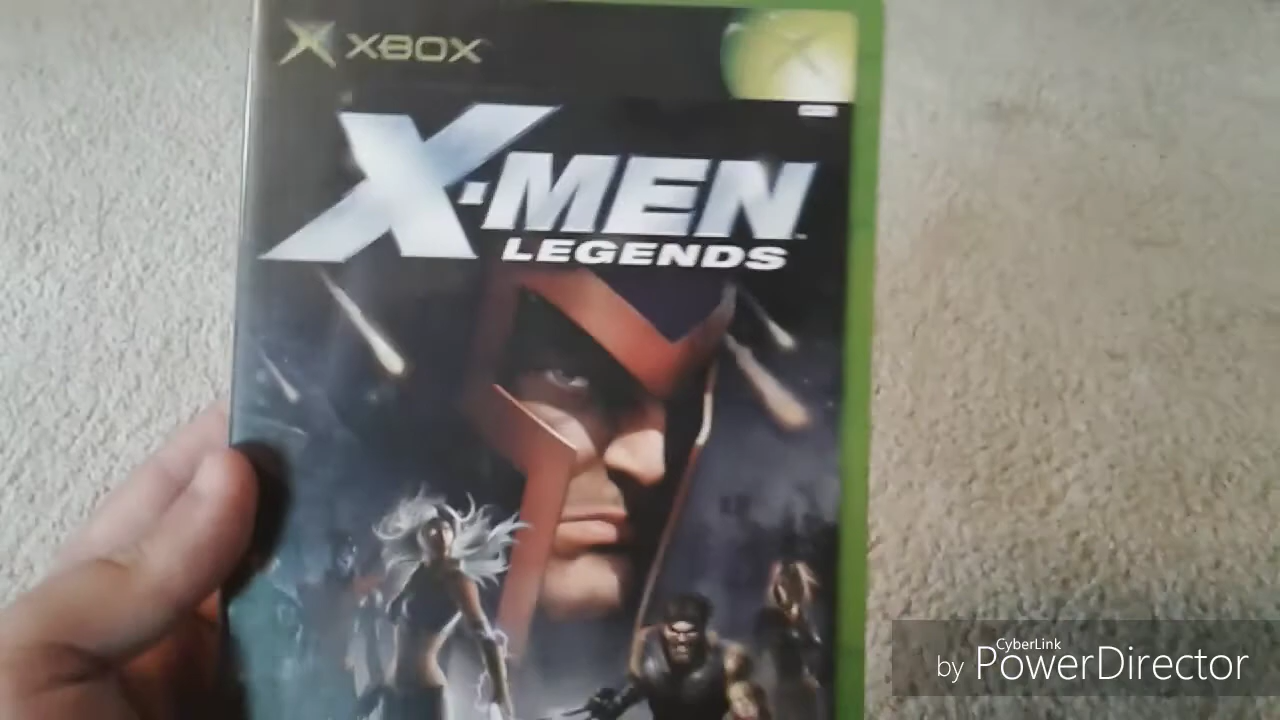 XBOX
X-MEN
LEGENDS
CyberLink
by PowerDirector